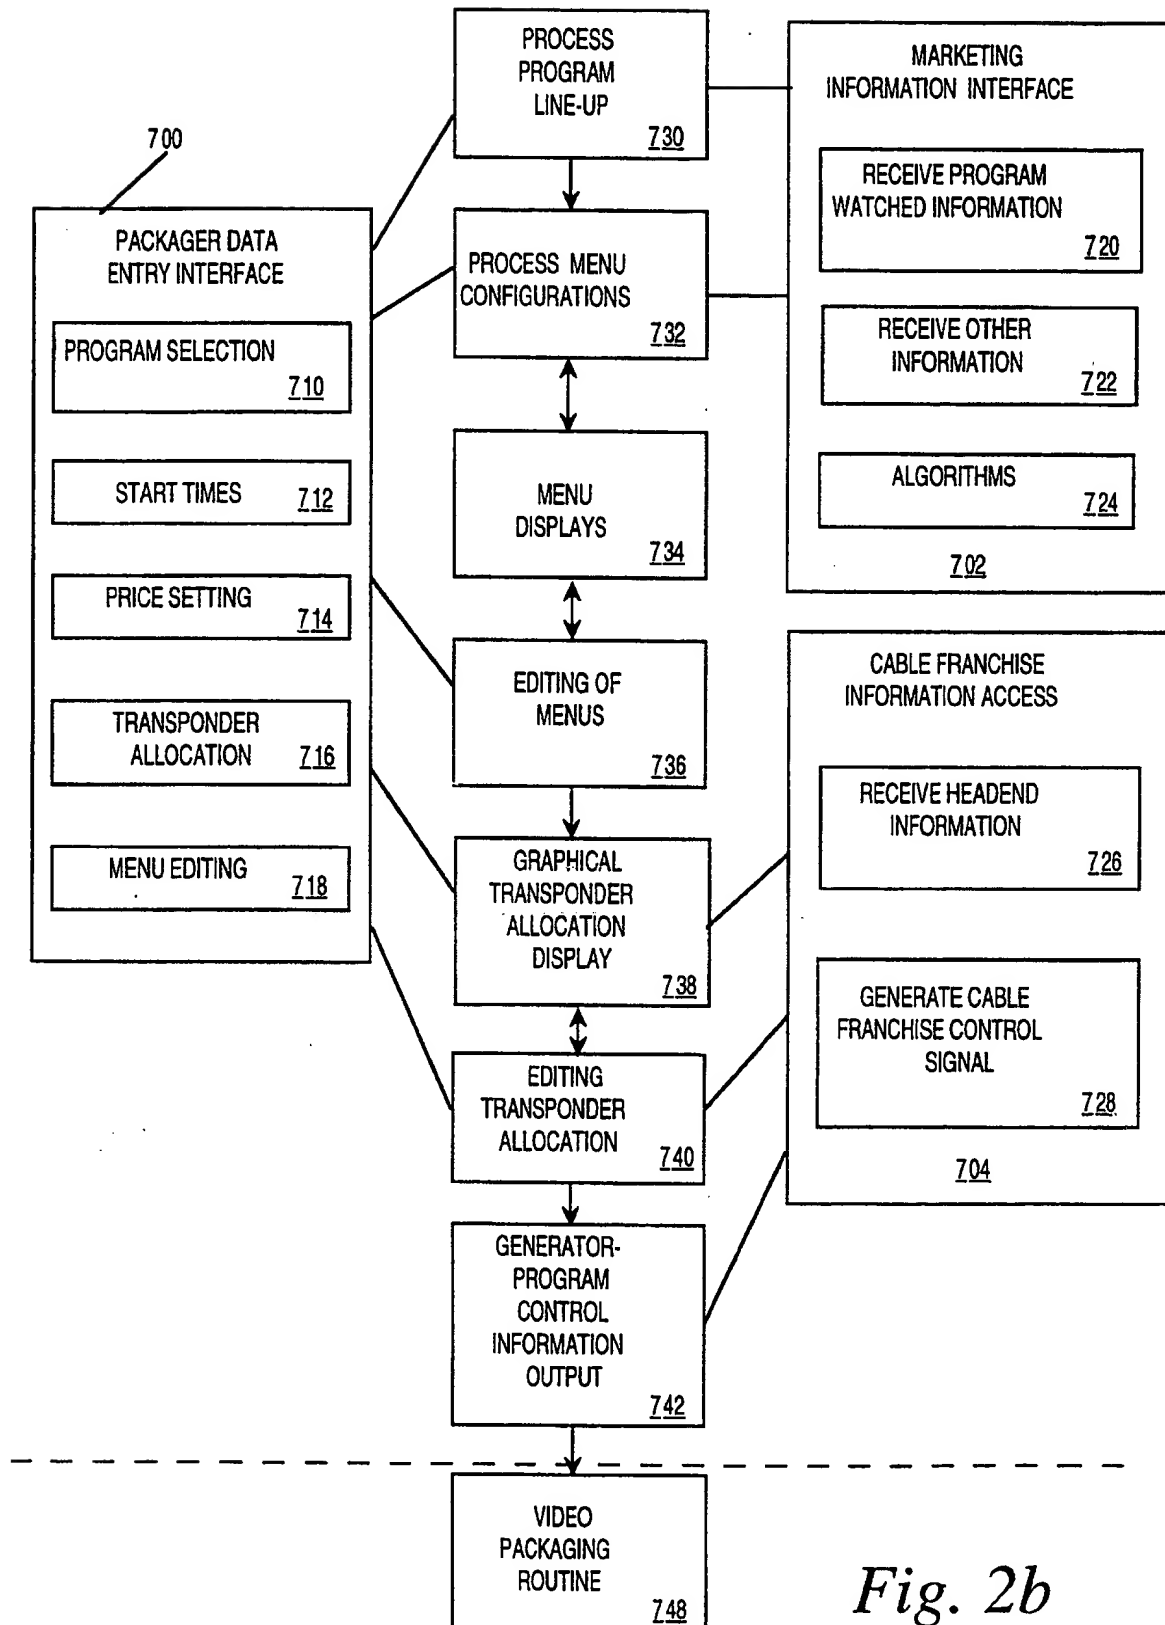 700
PACKAGER DATA
ENTRY INTERFACE
PROGRAM SELECTION
710
START TIMES 712
PRICE SETTING
714
TRANSPONDER
ALLOCATION 716
MENU EDITING
718
PROCESS
PROGRAM
LINE-UP
730
PROCESS MENU
CONFIGURATIONS
732
MENU
DISPLAYS
734
EDITING OF
MENUS
736
GRAPHICAL
TRANSPONDER
ALLOCATION
DISPLAY
738
EDITING
TRANSPONDER
ALLOCATION
740
GENERATOR-
PROGRAM
CONTROL
INFORMATION
OUTPUT
742
VIDEO
PACKAGING
ROUTINE
748
MARKETING
INFORMATION INTERFACE
RECEIVE PROGRAM
WATCHED INFORMATION
720
RECEIVE OTHER
INFORMATION
722
ALGORITHMS
724
702
CABLE FRANCHISE
INFORMATION ACCESS
RECEIVE HEADEND
INFORMATION
726
GENERATE CABLE
FRANCHISE CONTROL
SIGNAL
728
704
Fig. 2b